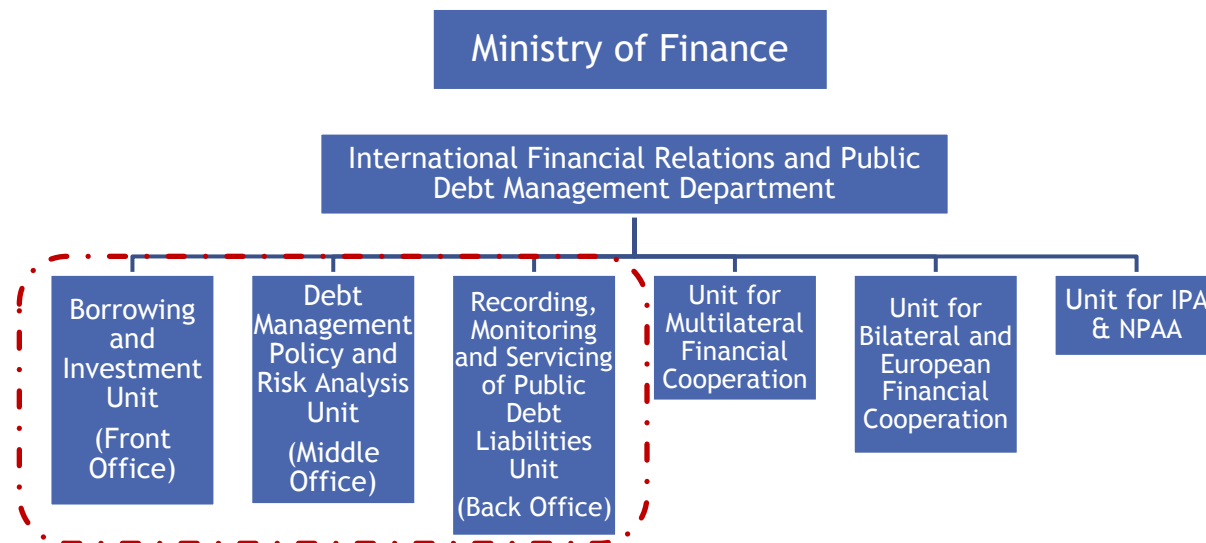 Ministry of Finance
International Financial Relations and Public
Debt Management Department
Borrowing
and
Investment
Unit
(Front
Office)
Debt
Management
Policy and
Risk Analysis
Unit
(Middle
Office)
Recording,
Monitoring
and Servicing
of Public
Debt
Liabilities
Unit
(Back Office)
Unit for
Multilateral
Financial
Cooperation
Unit for
Bilateral and
European
Financial
Cooperation
Unit for IPA
& NPAA